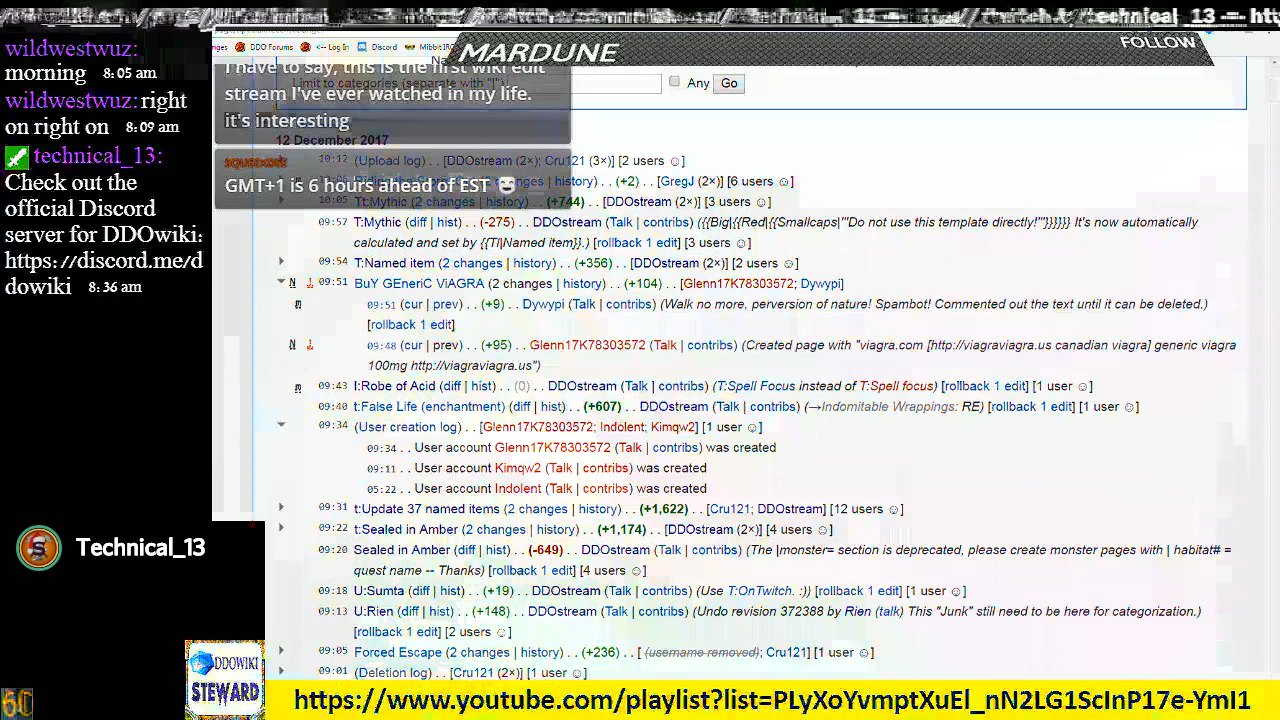 technical_13 —
MARDUNE
FOLLOW
DDO Forums
<-- Log In
Discord
Mibbit
wildwestwuz:
morning 8:05 am
wildwestwuz: right
on right on 8:09 am
technical_13:
Check out the
official Discord
server for DDOwiki:
https://discord.me/d
dowiki 8:36 am
I have to say, this is the first wiki edit
stream I've ever watched in my life.
it's interesting
Limit to categories (separate with "|")
Any Go
12 December 2017
GMT+1 is 6 hours ahead of EST
10:12 (Upload log) . . [DDOstream (2×); Cru121 (3×)] [2 users ☺]
changes | history) . . (+2) . . [GregJ (2×)] [6 users ☺]
Tt:Mythic (2 changes | history) . . (+744) . . [DDOstream (2×)] [3 users ☺]
09:57 T:Mythic (diff | hist) . . (-275) . . DDOstream (Talk | contribs) ({{Big|{{Red|{{Smallcaps|'''Do not use this template directly!'''}}}}}} It's now automatically
calculated and set by {{Tl|Named item}}.) [rollback 1 edit] [3 users ☺]
09:54 T:Named item (2 changes | history) . . (+356) . . [DDOstream (2×)] [2 users ☺]
N ! 09:51 BuY GEneriC ViAGRA (2 changes | history) . . (+104) . . [Glenn17K78303572; Dywypi]
m 09:51 (cur | prev) . . (+9) . . Dywypi (Talk | contribs) (Walk no more, perversion of nature! Spambot! Commented out the text until it can be deleted.)
[rollback 1 edit]
N ! 09:48 (cur | prev) . . (+95) . . Glenn17K78303572 (Talk | contribs) (Created page with "viagra.com [http://viagraviagra.us canadian viagra] generic viagra
100mg http://viagraviagra.us")
m 09:43 I:Robe of Acid (diff | hist) . . (0) . . DDOstream (Talk | contribs) (T:Spell Focus instead of T:Spell focus) [rollback 1 edit] [1 user ☺]
09:40 t:False Life (enchantment) (diff | hist) . . (+607) . . DDOstream (Talk | contribs) (→Indomitable Wrappings: RE) [rollback 1 edit] [1 user ☺]
09:34 (User creation log) . . [Glenn17K78303572; Indolent; Kimqw2] [1 user ☺]
09:34 . . User account Glenn17K78303572 (Talk | contribs) was created
09:11 . . User account Kimqw2 (Talk | contribs) was created
05:22 . . User account Indolent (Talk | contribs) was created
09:31 t:Update 37 named items (2 changes | history) . . (+1,622) . . [Cru121; DDOstream] [12 users ☺]
09:22 t:Sealed in Amber (2 changes | history) . . (+1,174) . . [DDOstream (2×)] [4 users ☺]
09:20 Sealed in Amber (diff | hist) . . (-649) . . DDOstream (Talk | contribs) (The |monster= section is deprecated, please create monster pages with | habitat# =
quest name -- Thanks) [rollback 1 edit] [4 users ☺]
09:18 U:Sumta (diff | hist) . . (+19) . . DDOstream (Talk | contribs) (Use T:OnTwitch. :)) [rollback 1 edit] [1 user ☺]
09:13 U:Rien (diff | hist) . . (+148) . . DDOstream (Talk | contribs) (Undo revision 372388 by Rien (talk) This "Junk" still need to be here for categorization.)
[rollback 1 edit] [2 users ☺]
09:05 Forced Escape (2 changes | history) . . (+236) . . [ (username removed); Cru121] [1 user ☺]
09:01 (Deletion log) . . [Cru121 (2×)] [1 user ☺]
Technical_13
DDOWIKI
STEWARD
https://www.youtube.com/playlist?list=PLyXoYvmptXuEl_nN2LG1ScInP17e-YmI1